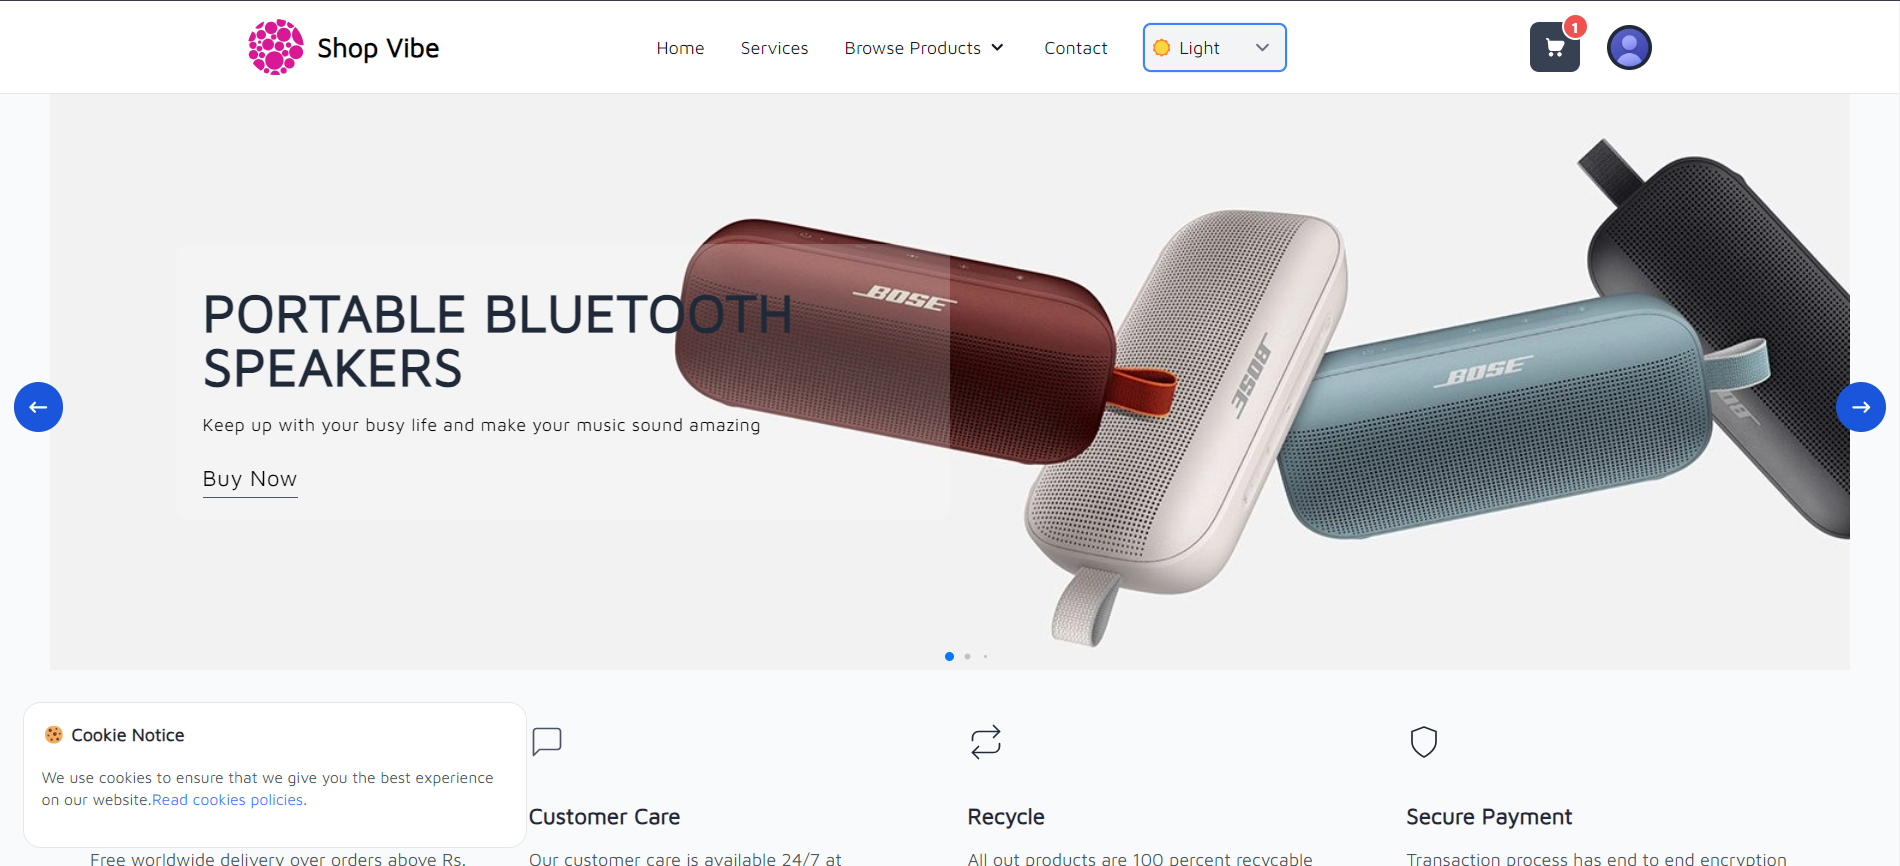 Shop Vibe
Home
Services
Browse Products
Contact
Light
1
PORTABLE BLUETOOTH
SPEAKERS
Keep up with your busy life and make your music sound amazing
Buy Now
BOSE
BOSE
BOSE
Cookie Notice
We use cookies to ensure that we give you the best experience
on our website.Read cookies policies.
Free worldwide delivery over orders above Rs.
Customer Care
Our customer care is available 24/7 at
Recycle
All out products are 100 percent recycable
Secure Payment
Transaction process has end to end encryption